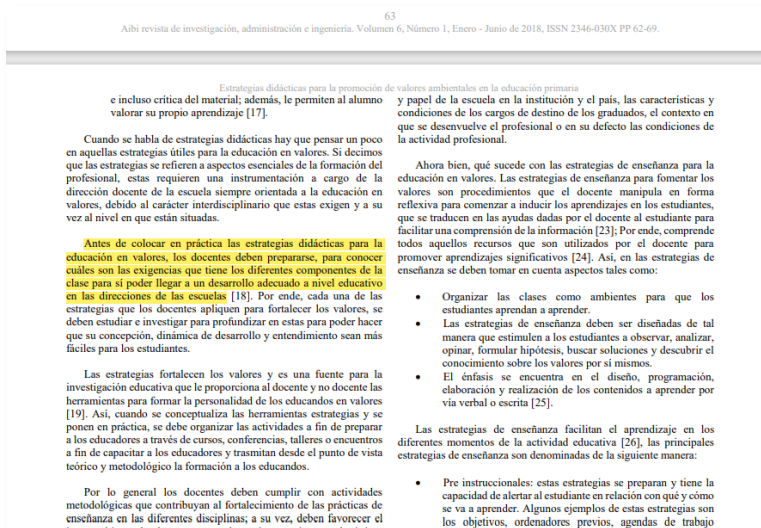 63
Aibi revista de investigación, administración e ingeniería. Volumen 6, Número 1, Enero - Junio de 2018, ISSN 2346-030X PP 62-69.
Estrategias didácticas para la promoción de valores ambientales en la educación primaria
e incluso crítica del material; además, le permiten al alumno
valorar su propio aprendizaje [17].
Cuando se habla de estrategias didácticas hay que pensar un poco
en aquellas estrategias útiles para la educación en valores. Si decimos
que las estrategias se refieren a aspectos esenciales de la formación del
profesional, estas requieren una instrumentación a cargo de la
dirección docente de la escuela siempre orientada a la educación en
valores, debido al carácter interdisciplinario que estas exigen y a su
vez al nivel en que están situadas.
Antes de colocar en práctica las estrategias didácticas para la
educación en valores, los docentes deben prepararse, para conocer
cuáles son las exigencias que tiene los diferentes componentes de la
clase para sí poder llegar a un desarrollo adecuado a nivel educativo
en las direcciones de las escuelas [18]. Por ende, cada una de las
estrategias que los docentes apliquen para fortalecer los valores, se
deben estudiar e investigar para profundizar en estas para poder hacer
que su concepción, dinámica de desarrollo y entendimiento sean más
fáciles para los estudiantes.
Las estrategias fortalecen los valores y es una fuente para la
investigación educativa que le proporciona al docente y no docente las
herramientas para formar la personalidad de los educandos en valores
[19]. Así, cuando se conceptualiza las herramientas estrategias y se
ponen en práctica, se debe organizar las actividades a fin de preparar
a los educadores a través de cursos, conferencias, talleres o encuentros
a fin de capacitar a los educadores y trasmitan desde el punto de vista
teórico y metodológico la formación a los educandos.
Por lo general los docentes deben cumplir con actividades
metodológicas que contribuyan al fortalecimiento de las prácticas de
enseñanza en las diferentes disciplinas; a su vez, deben favorecer el
y papel de la escuela en la institución y el país, las características y
condiciones de los cargos de destino de los graduados, el contexto en
que se desenvuelve el profesional o en su defecto las condiciones de
la actividad profesional.
Ahora bien, qué sucede con las estrategias de enseñanza para la
educación en valores. Las estrategias de enseñanza para fomentar los
valores son procedimientos que el docente manipula en forma
reflexiva para comenzar a inducir los aprendizajes en los estudiantes,
que se traducen en las ayudas dadas por el docente al estudiante para
facilitar una comprensión de la información [23]; Por ende, comprende
todos aquellos recursos que son utilizados por el docente para
promover aprendizajes significativos [24]. Así, en las estrategias de
enseñanza se deben tomar en cuenta aspectos tales como:
• Organizar las clases como ambientes para que los
estudiantes aprendan a aprender.
• Las estrategias de enseñanza deben ser diseñadas de tal
manera que estimulen a los estudiantes a observar, analizar,
opinar, formular hipótesis, buscar soluciones y descubrir el
conocimiento sobre los valores por sí mismos.
• El énfasis se encuentra en el diseño, programación,
elaboración y realización de los contenidos a aprender por
vía verbal o escrita [25].
Las estrategias de enseñanza facilitan el aprendizaje en los
diferentes momentos de la actividad educativa [26], las principales
estrategias de enseñanza son denominadas de la siguiente manera:
• Pre instruccionales: estas estrategias se preparan y tiene la
capacidad de alertar al estudiante en relación con qué y cómo
se va a aprender. Algunos ejemplos de estas estrategias son
los objetivos, ordenadores previos, agendas de trabajo